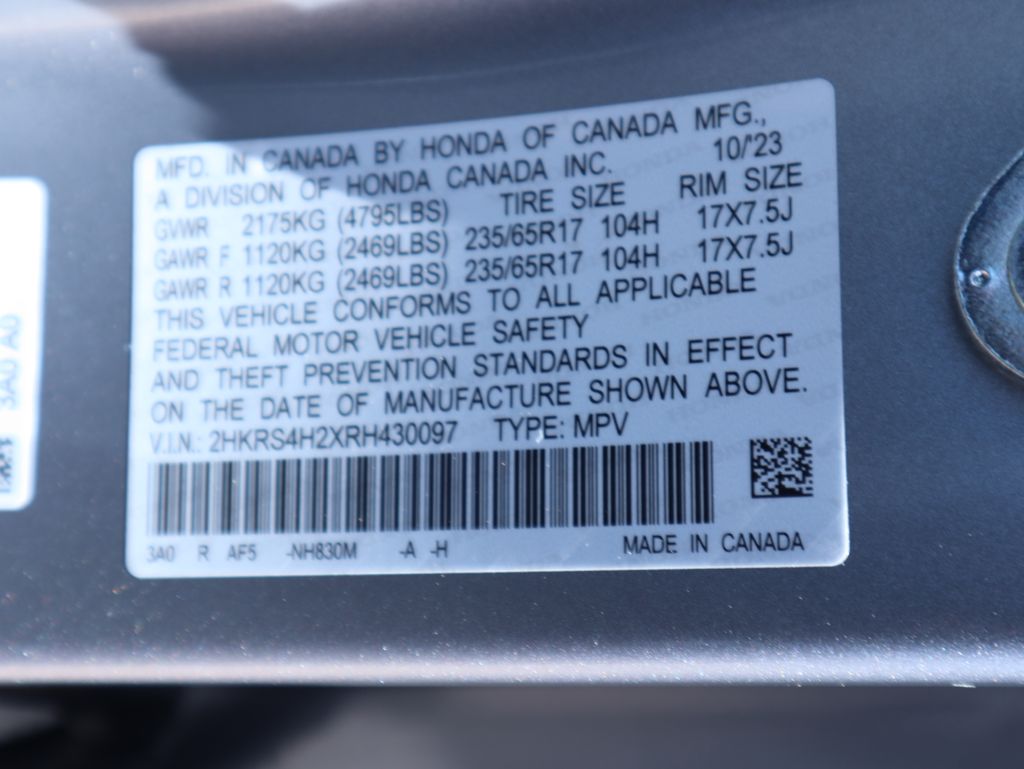 MFD. IN CANADA BY HONDA OF CANADA MFG.,
A DIVISION OF HONDA CANADA INC. 10/'23
GVWR 2175KG (4795LBS) TIRE SIZE RIM SIZE
GAWR F 1120KG (2469LBS) 235/65R17 104H 17X7.5J
GAWR R 1120KG (2469LBS) 235/65R17 104H 17X7.5J
THIS VEHICLE CONFORMS TO ALL APPLICABLE
FEDERAL MOTOR VEHICLE SAFETY
AND THEFT PREVENTION STANDARDS IN EFFECT
ON THE DATE OF MANUFACTURE SHOWN ABOVE.
V.I.N.: 2HKRS4H2XRH430097 TYPE: MPV
3A0 R AF5 -NH830M -A -H MADE IN CANADA
3A0 A0